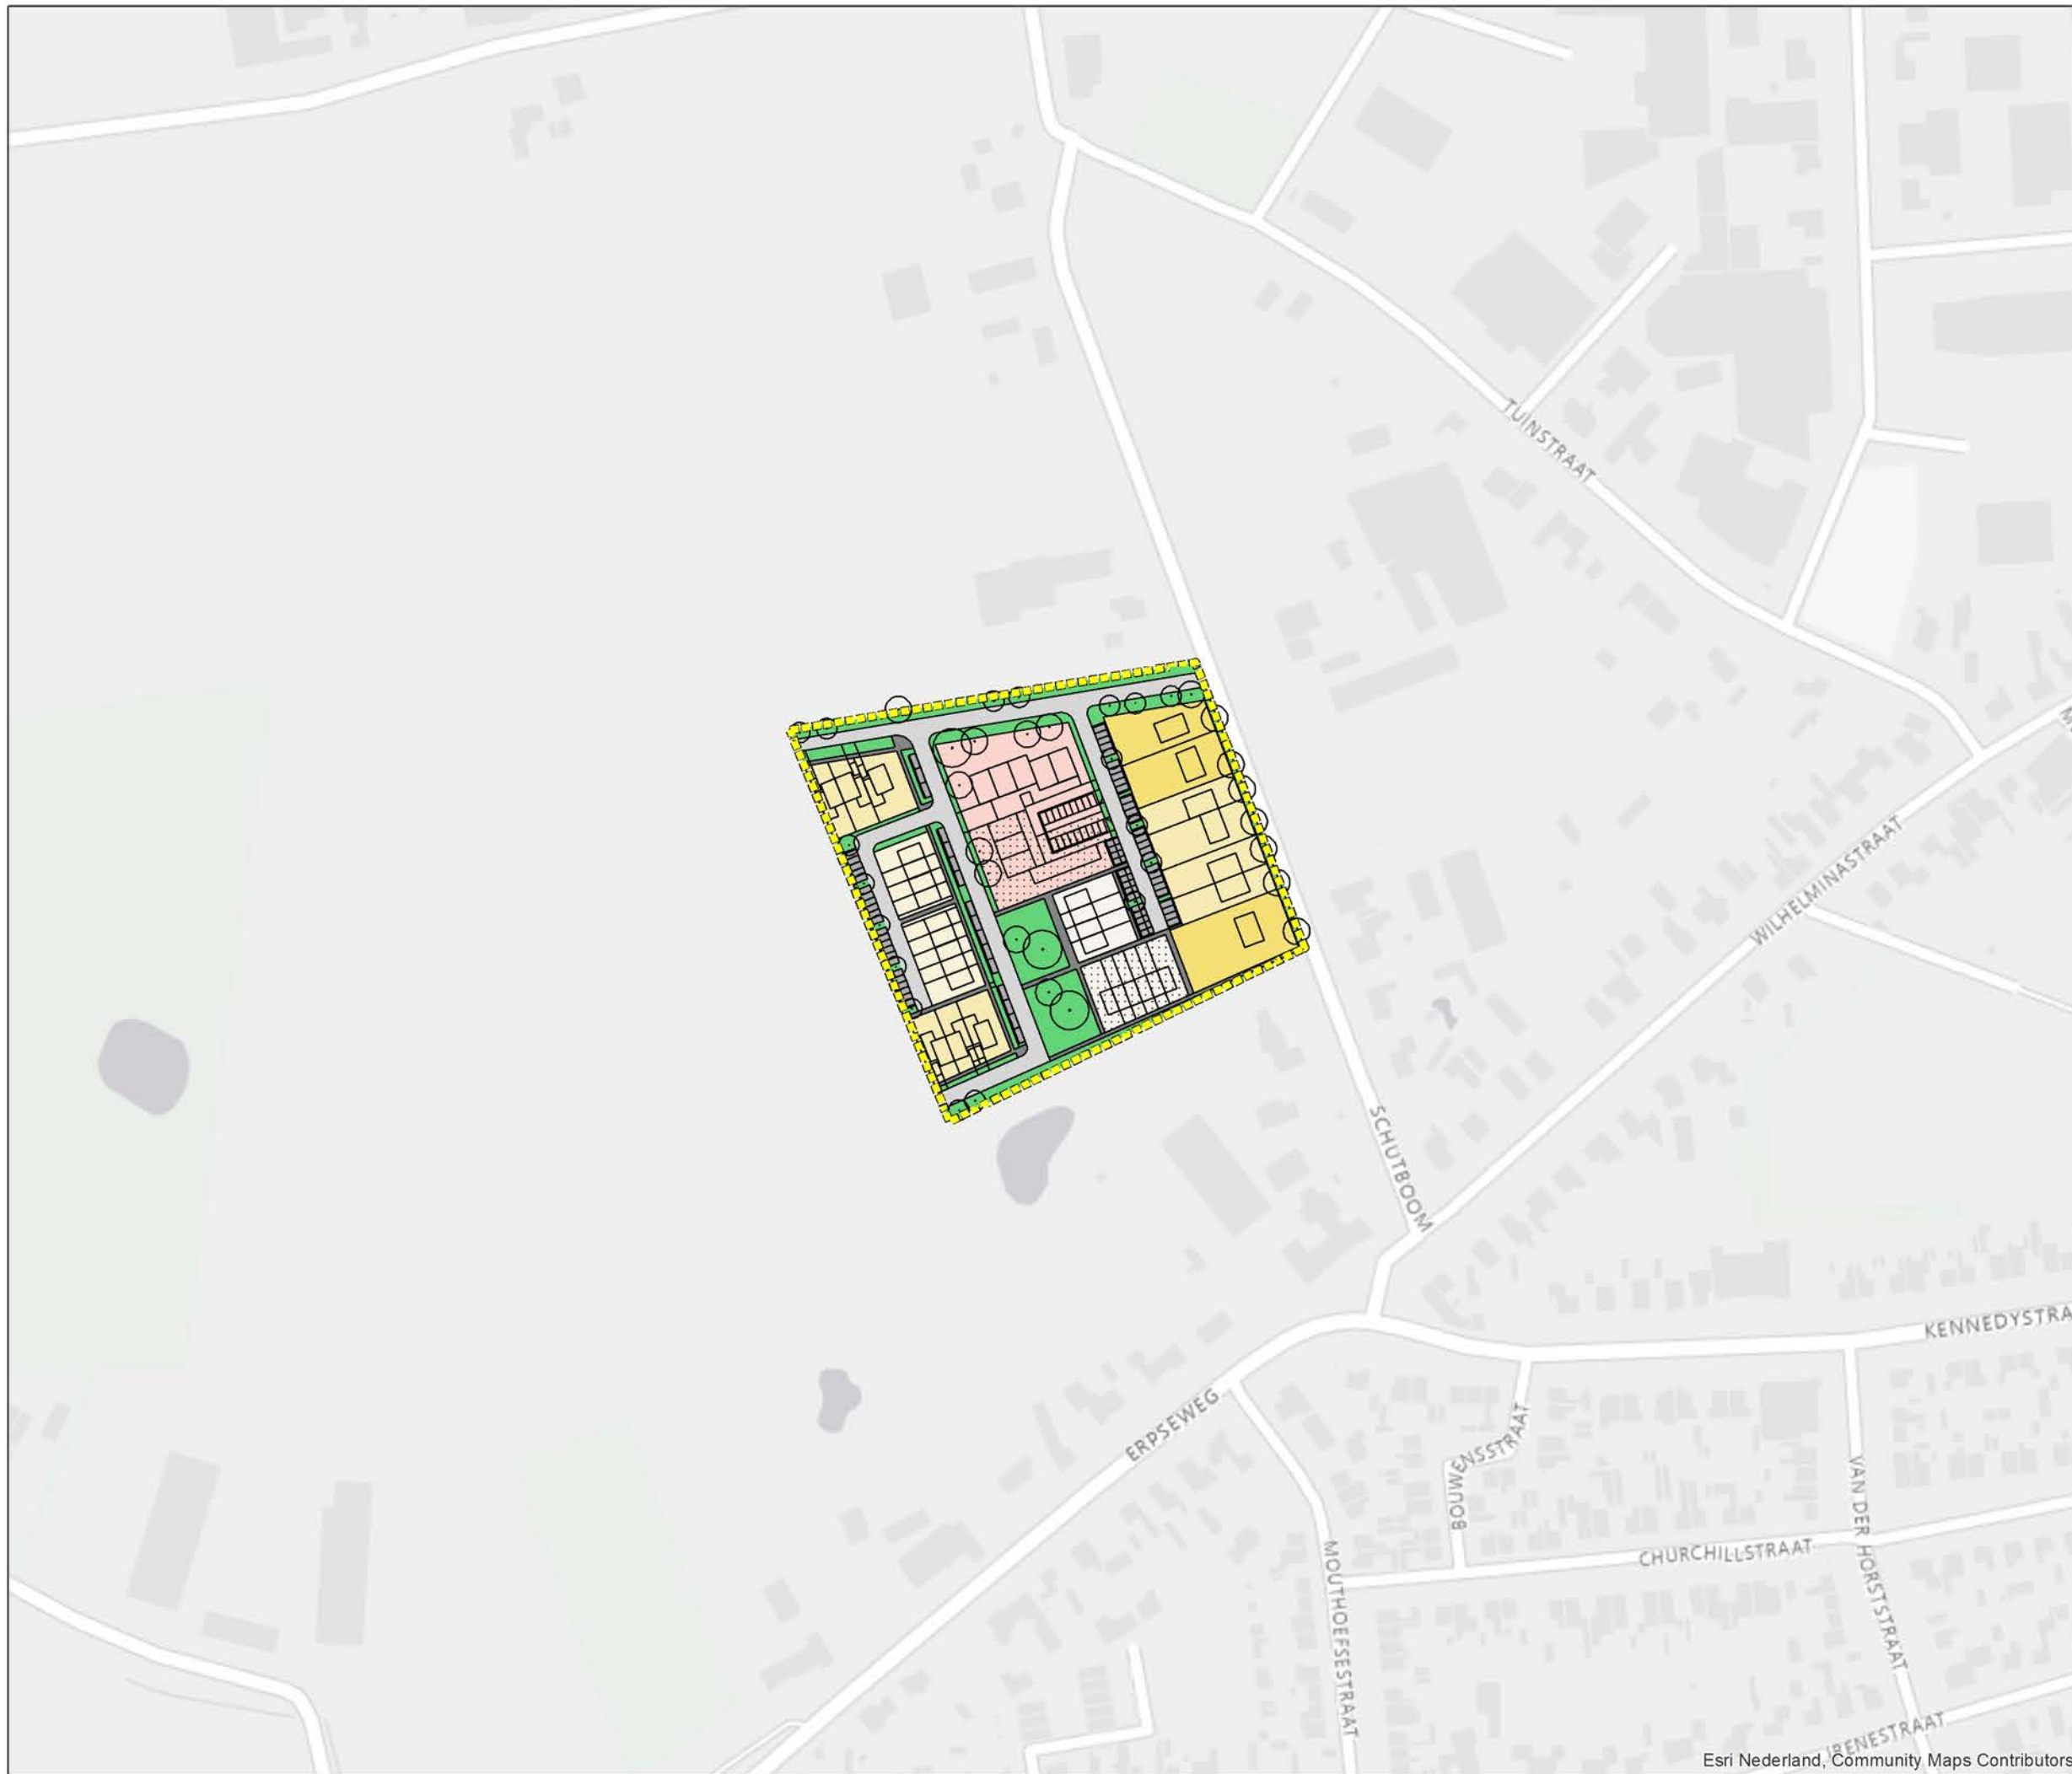 TUINSTRAAT
WILHELMINASTRAAT
SCHUTBOOM
KENNEDYSTRA
ERPSEWEG
BOUWENSSTRAAT
VAN DER HORSTSTRAAT
CHURCHILLSTRAAT
MOUTHOEFSESTRAAT
IRENESTRAAT
Esri Nederland, Community Maps Contributors